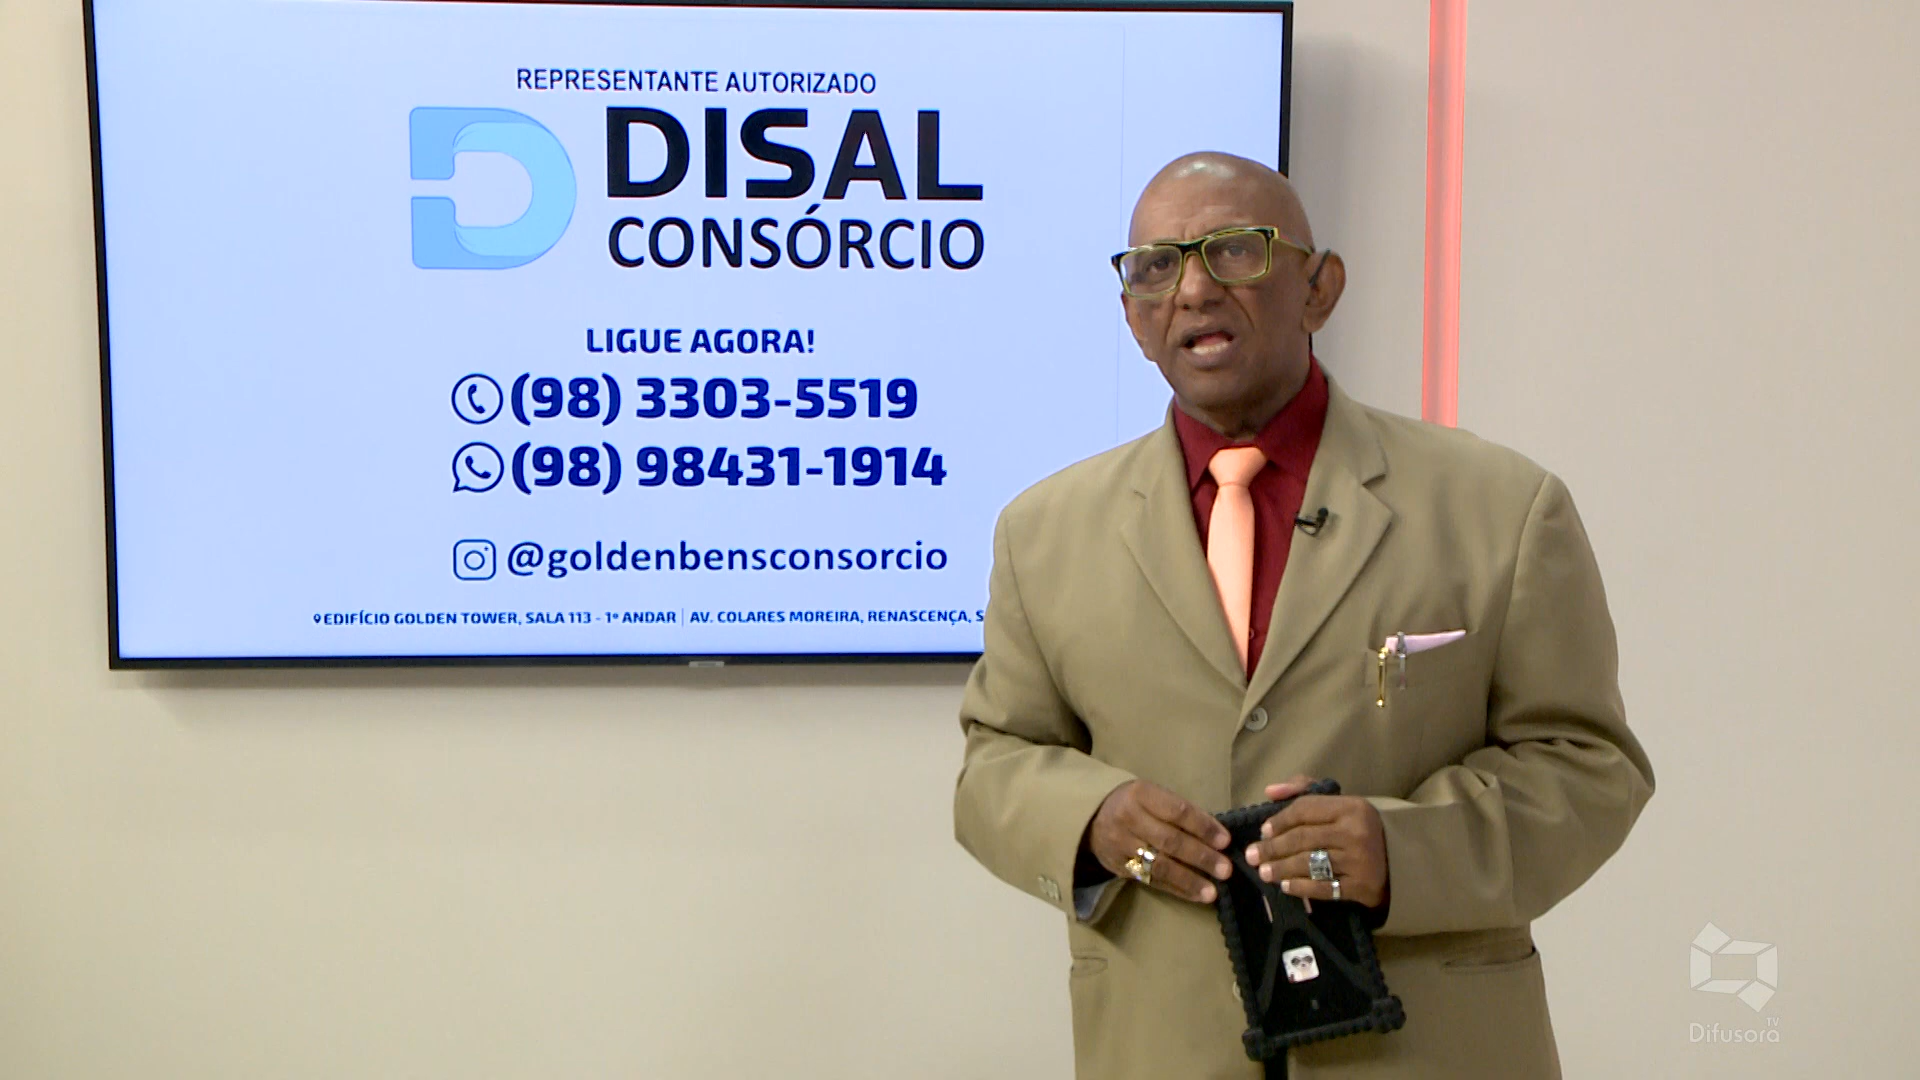 REPRESENTANTE AUTORIZADO
DISAL
CONSÓRCIO
LIGUE AGORA!
(98) 3303-5519
(98) 98431-1914
@goldenbensconsorcio
EDIFÍCIO GOLDEN TOWER, SALA 113 - 1º ANDAR | AV. COLARES MOREIRA, RENASCENÇA, S
TV
Difusora